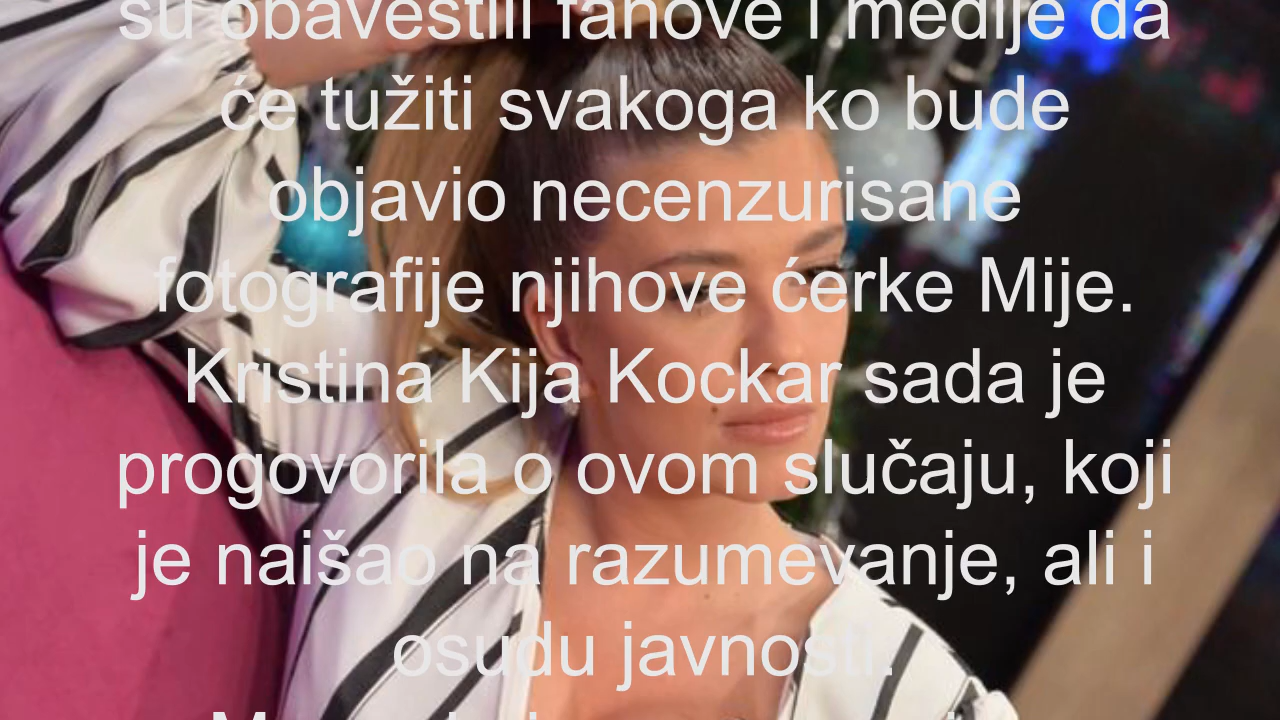 su obavestili fanove i medije da
će tužiti svakoga ko bude
objavio necenzurisane
fotografije njihove ćerke Mije.
Kristina Kija Kockar sada je
progovorila o ovom slučaju, koji
je naišao na razumevanje, ali i
osudu javnosti.